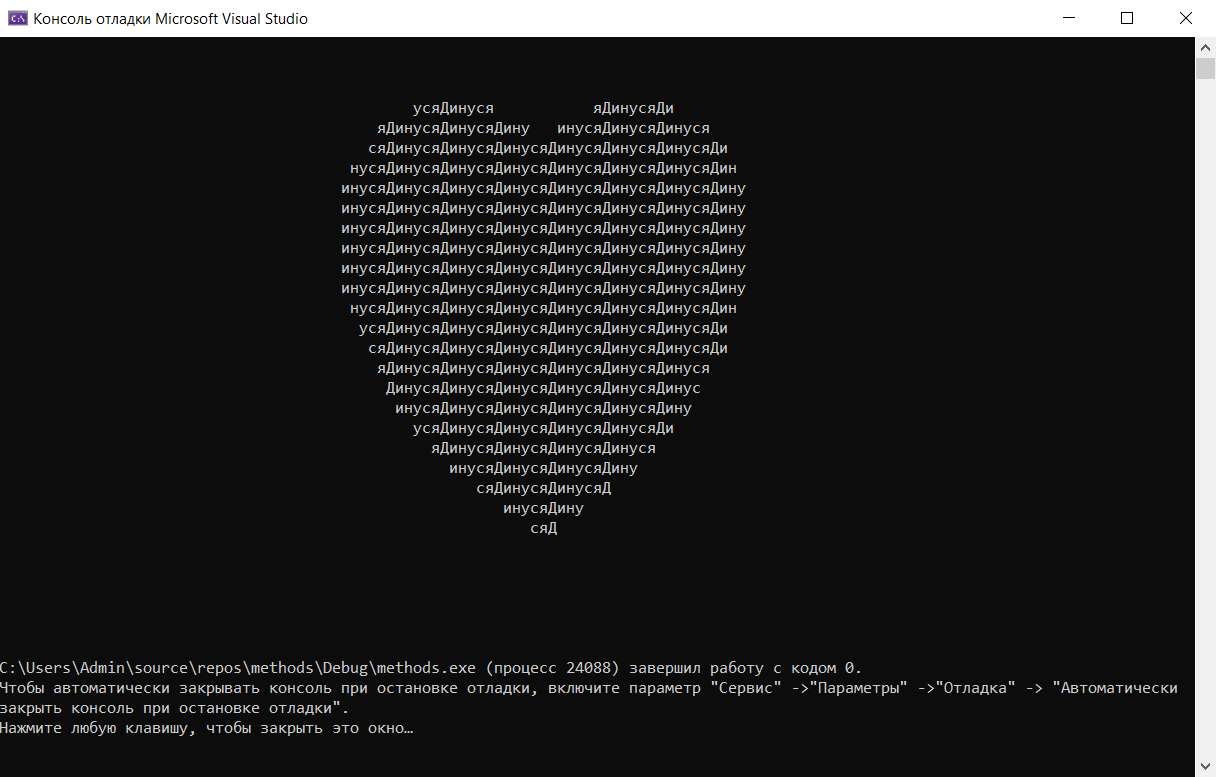 Консоль отладки Microsoft Visual Studio
усяДинуся           яДинусяДи
яДинусяДинусяДину   инусяДинусяДинуся
сяДинусяДинусяДинусяДинусяДинусяДинусяДи
нусяДинусяДинусяДинусяДинусяДинусяДинусяДин
инусяДинусяДинусяДинусяДинусяДинусяДинусяДину
инусяДинусяДинусяДинусяДинусяДинусяДинусяДину
инусяДинусяДинусяДинусяДинусяДинусяДинусяДину
инусяДинусяДинусяДинусяДинусяДинусяДинусяДину
инусяДинусяДинусяДинусяДинусяДинусяДинусяДину
инусяДинусяДинусяДинусяДинусяДинусяДинусяДину
нусяДинусяДинусяДинусяДинусяДинусяДинусяДин
усяДинусяДинусяДинусяДинусяДинусяДинусяДи
сяДинусяДинусяДинусяДинусяДинусяДинусяДи
яДинусяДинусяДинусяДинусяДинусяДинуся
ДинусяДинусяДинусяДинусяДинусяДинус
инусяДинусяДинусяДинусяДинусяДину
усяДинусяДинусяДинусяДинусяДи
яДинусяДинусяДинусяДинуся
инусяДинусяДинусяДину
сяДинусяДинусяД
инусяДину
сяД
C:\Users\Admin\source\repos\methods\Debug\methods.exe (процесс 24088) завершил работу с кодом 0.
Чтобы автоматически закрывать консоль при остановке отладки, включите параметр "Сервис" ->"Параметры" ->"Отладка" -> "Автоматически
закрыть консоль при остановке отладки".
Нажмите любую клавишу, чтобы закрыть это окно…